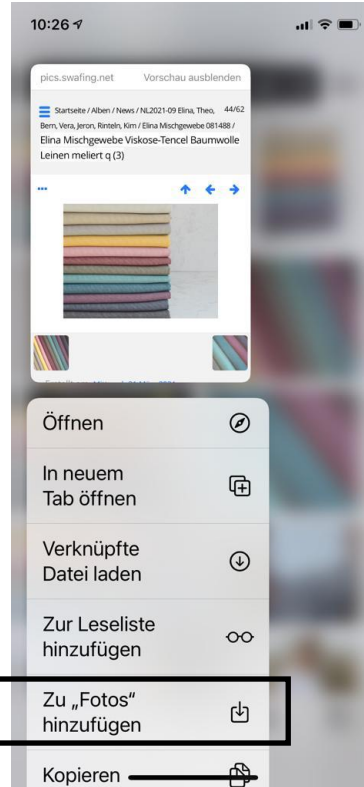 10:26
pics.swafing.net Vorschau ausblenden
Startseite / Alben / News / NL2021-09 Elina, Theo, 44/62
Bern, Vera, Jeron, Rinteln, Kim / Elina Mischgewebe 081488 /
Elina Mischgewebe Viskose-Tencel Baumwolle
Leinen meliert q (3)
Öffnen
In neuem
Tab öffnen
Verknüpfte
Datei laden
Zur Leseliste
hinzufügen
Zu „Fotos“
hinzufügen
Kopieren